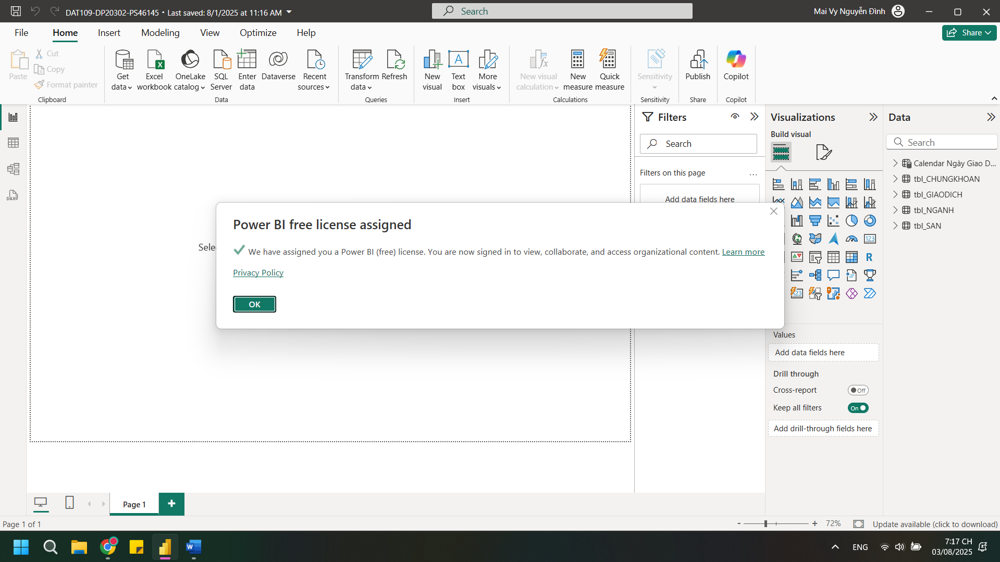 DAT109-DP20302-PS46145 • Last saved: 8/1/2025 at 11:16 AM
Search
Mai Vy Nguyễn Đình
File Home Insert Modeling View Optimize Help
Share
Paste
Cut
Copy
Format painter
Clipboard
Get data
Excel workbook
OneLake catalog
SQL Server
Enter data
Dataverse
Recent sources
Data
Transform data
Refresh
Queries
New visual
Text box
More visuals
Insert
New visual calculation
New measure
Quick measure
Calculations
Sensitivity
Sensitivity
Publish
Share
Copilot
Copilot
Filters
Search
Filters on this page
...
Add data fields here
Visualizations
Build visual
Data
Search
Calendar Ngày Giao D...
tbl_CHUNGKHOAN
tbl_GIAODICH
tbl_NGANH
tbl_SAN
Sele
Power BI free license assigned
We have assigned you a Power BI (free) license. You are now signed in to view, collaborate, and access organizational content. Learn more
Privacy Policy
OK
Values
Add data fields here
Drill through
Cross-report
Off
Keep all filters
On
Add drill-through fields here
Page 1
Page 1 of 1
- + 72%
Update available (click to download)
ENG
7:17 CH
03/08/2025